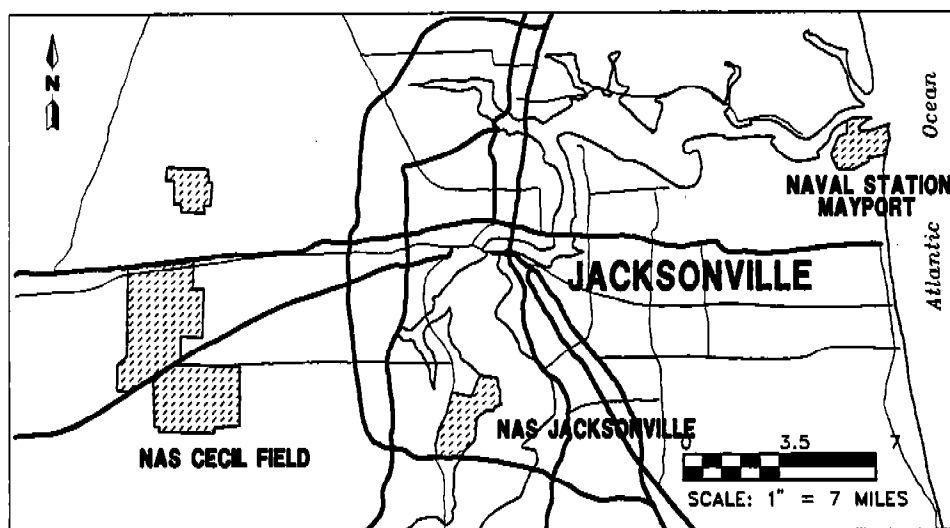 N
Atlantic Ocean
NAVAL STATION
MAYPORT
JACKSONVILLE
NAS JACKSONVILLE
NAS CECIL FIELD
0 3.5 7
SCALE: 1" = 7 MILES